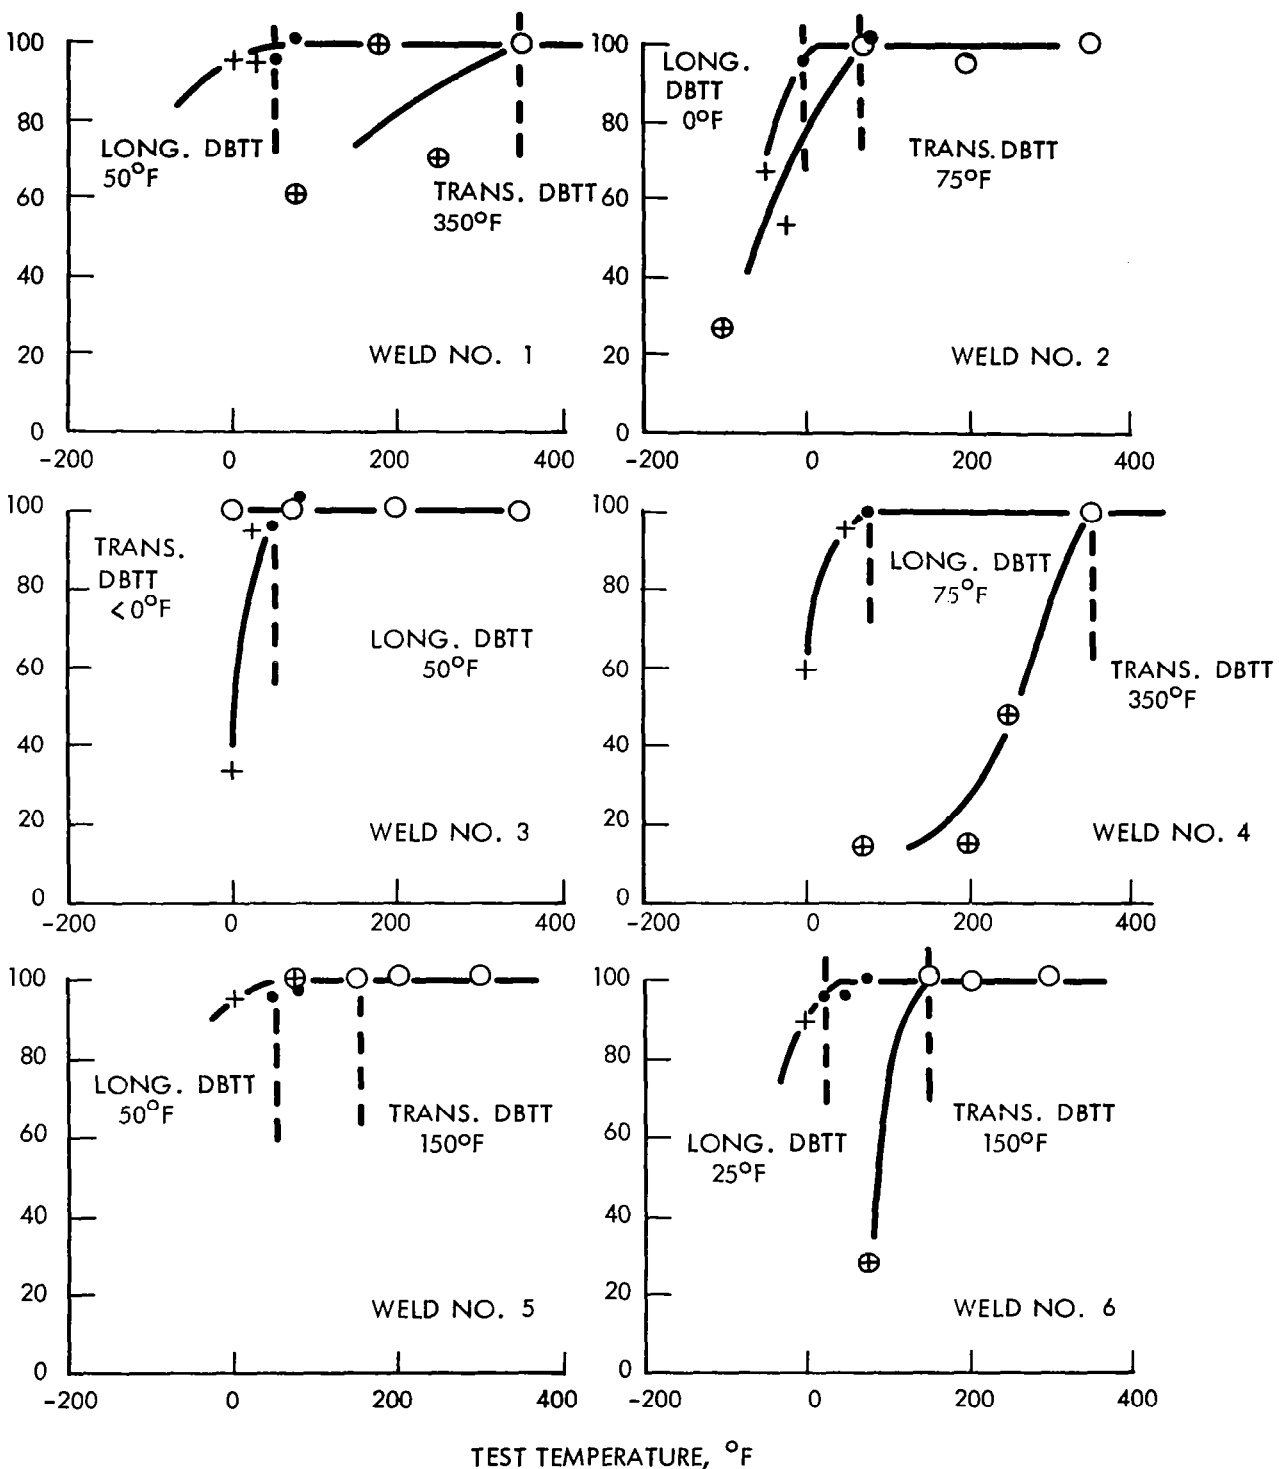 100
80
60
40
20
0
-200 0 200 400
LONG. DBTT
50°F
TRANS. DBTT
350°F
WELD NO. 1
100
80
60
40
20
0
-200 0 200 400
LONG.
DBTT
0°F
TRANS. DBTT
75°F
WELD NO. 2
100
80
60
40
20
0
-200 0 200 400
TRANS.
DBTT
<0°F
LONG. DBTT
50°F
WELD NO. 3
100
80
60
40
20
0
-200 0 200 400
LONG. DBTT
75°F
TRANS. DBTT
350°F
WELD NO. 4
100
80
60
40
20
0
-200 0 200 400
LONG. DBTT
50°F
TRANS. DBTT
150°F
WELD NO. 5
100
80
60
40
20
0
-200 0 200 400
LONG. DBTT
25°F
TRANS. DBTT
150°F
WELD NO. 6
TEST TEMPERATURE, °F